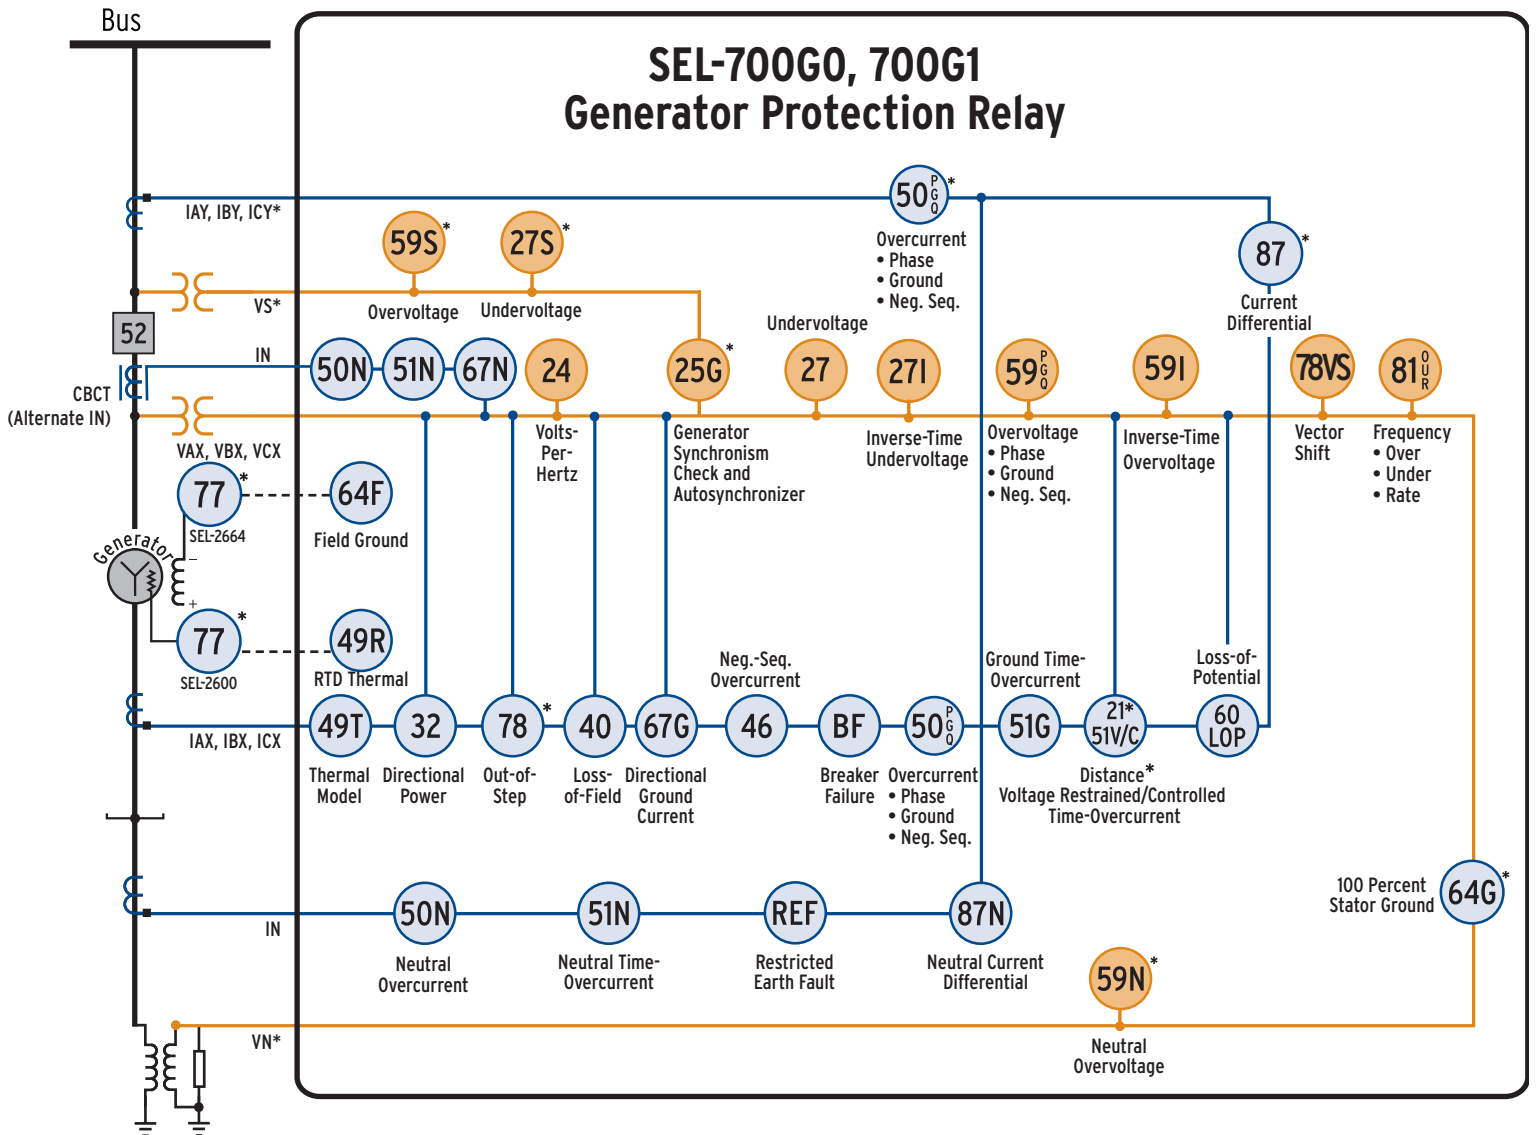 Bus
SEL-700G0, 700G1
Generator Protection Relay
IAY, IBY, ICY*
50 P G Q *
Overcurrent
• Phase
• Ground
• Neg. Seq.
87 *
Current
Differential
59S *
Overvoltage
27S *
Undervoltage
VS*
52
IN
CBCT
(Alternate IN)
50N
51N
67N
24
Volts-
Per-
Hertz
25G *
Generator
Synchronism
Check and
Autosynchronizer
Undervoltage
27
27I
Inverse-Time
Undervoltage
59 P G Q
Overvoltage
• Phase
• Ground
• Neg. Seq.
59I
Inverse-Time
Overvoltage
78VS
Vector
Shift
81 O U R
Frequency
• Over
• Under
• Rate
VAX, VBX, VCX
77 *
SEL-2664
64F
Field Ground
Generator
−
+
77 *
SEL-2600
49R
RTD Thermal
IAX, IBX, ICX
49T
Thermal
Model
32
Directional
Power
78 *
Out-of-
Step
40
Loss-
of-Field
67G
Directional
Ground
Current
Neg.-Seq.
Overcurrent
46
BF
Breaker
Failure
50 P G Q
Overcurrent
• Phase
• Ground
• Neg. Seq.
Ground Time-
Overcurrent
51G
21*
51V/C
Distance*
Voltage Restrained/Controlled
Time-Overcurrent
Loss-of-
Potential
60
LOP
100 Percent
Stator Ground
64G *
IN
50N
Neutral
Overcurrent
51N
Neutral Time-
Overcurrent
REF
Restricted
Earth Fault
87N
Neutral Current
Differential
59N *
Neutral
Overvoltage
VN*